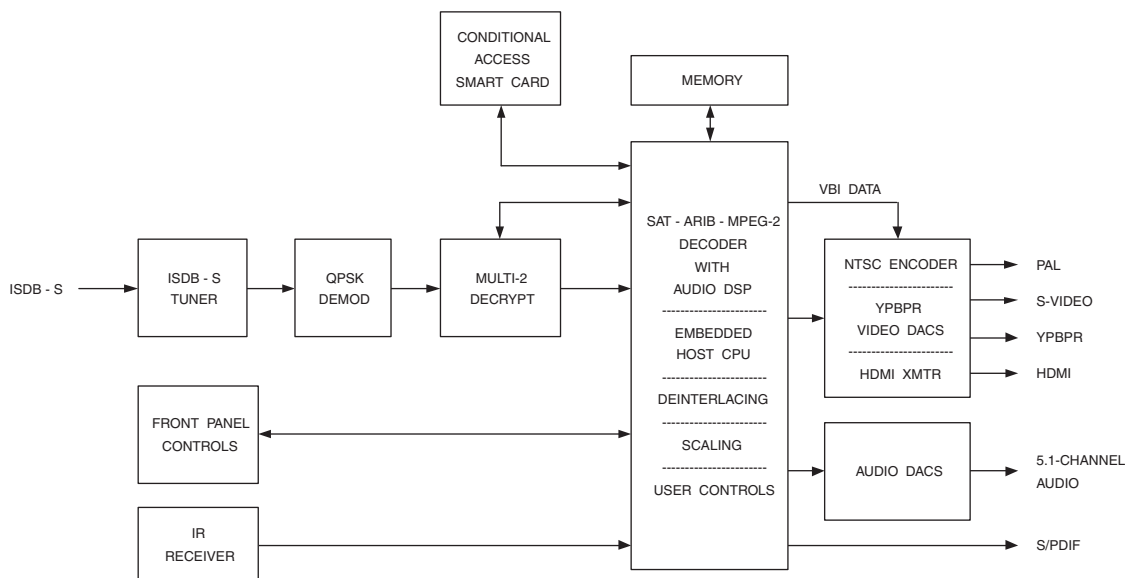 CONDITIONAL
ACCESS
SMART CARD
MEMORY
VBI DATA
ISDB - S
ISDB - S
TUNER
QPSK
DEMOD
MULTI-2
DECRYPT
SAT - ARIB - MPEG-2
DECODER
WITH
AUDIO DSP
EMBEDDED
HOST CPU
DEINTERLACING
SCALING
USER CONTROLS
NTSC ENCODER
YPBPR
VIDEO DACS
HDMI XMTR
PAL
S-VIDEO
YPBPR
HDMI
FRONT PANEL
CONTROLS
AUDIO DACS
5.1-CHANNEL
AUDIO
IR
RECEIVER
S/PDIF